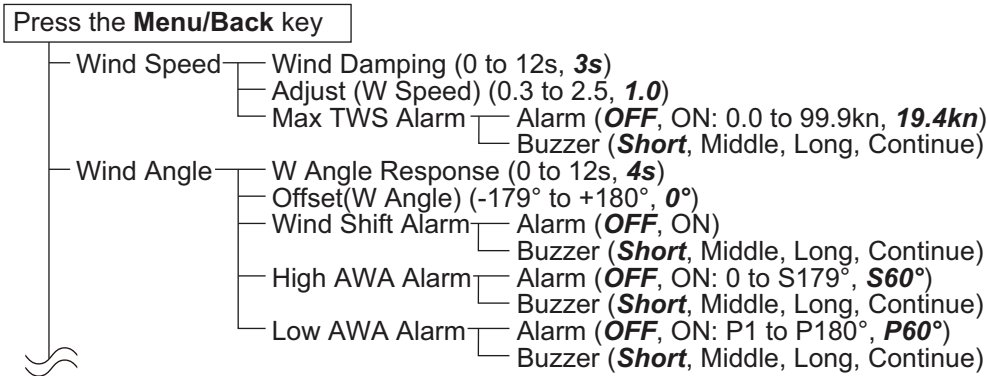 Press the Menu/Back key
Wind Speed Wind Damping (0 to 12s, 3s)
Adjust (W Speed) (0.3 to 2.5, 1.0)
Max TWS Alarm Alarm (OFF, ON: 0.0 to 99.9kn, 19.4kn)
Buzzer (Short, Middle, Long, Continue)
Wind Angle W Angle Response (0 to 12s, 4s)
Offset(W Angle) (-179° to +180°, 0°)
Wind Shift Alarm Alarm (OFF, ON)
Buzzer (Short, Middle, Long, Continue)
High AWA Alarm Alarm (OFF, ON: 0 to S179°, S60°)
Buzzer (Short, Middle, Long, Continue)
Low AWA Alarm Alarm (OFF, ON: P1 to P180°, P60°)
Buzzer (Short, Middle, Long, Continue)